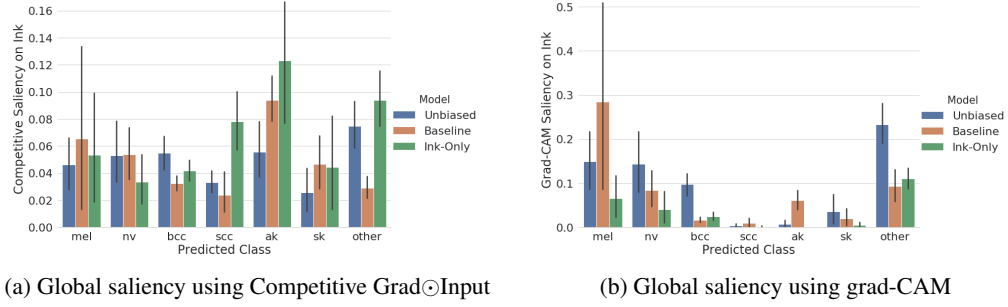 0.16
0.14
0.12
0.10
0.08
0.06
0.04
0.02
0.00
Competitive Saliency on Ink
mel nv bcc scc ak sk other
Predicted Class
Model
Unbiased
Baseline
Ink-Only
(a) Global saliency using Competitive Grad⊙Input
0.5
0.4
0.3
0.2
0.1
0.0
Grad-CAM Saliency on Ink
mel nv bcc scc ak sk other
Predicted Class
Model
Unbiased
Baseline
Ink-Only
(b) Global saliency using grad-CAM